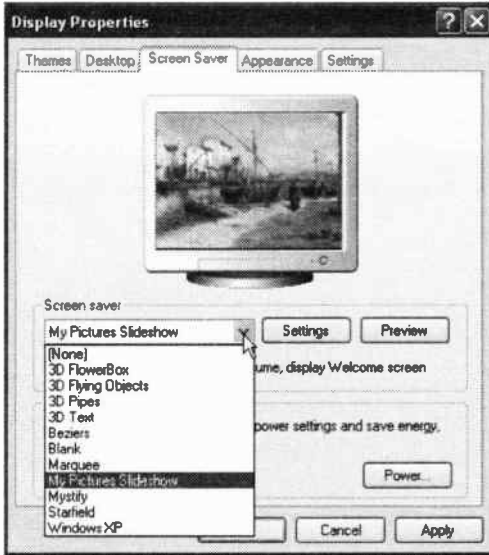 Display Properties
Themes Desktop Screen Saver Appearance Settings
Screen saver
My Pictures Slideshow Settings Preview
(None)
3D FlowerBox
ume, display Welcome screen
3D Flying Objects
3D Pipes
3D Text
Beziers
power settings and save energy,
Blank
Marquee
My Pictures Slideshow
Power...
Mystify
Starfield
Windows XP
Cancel Apply